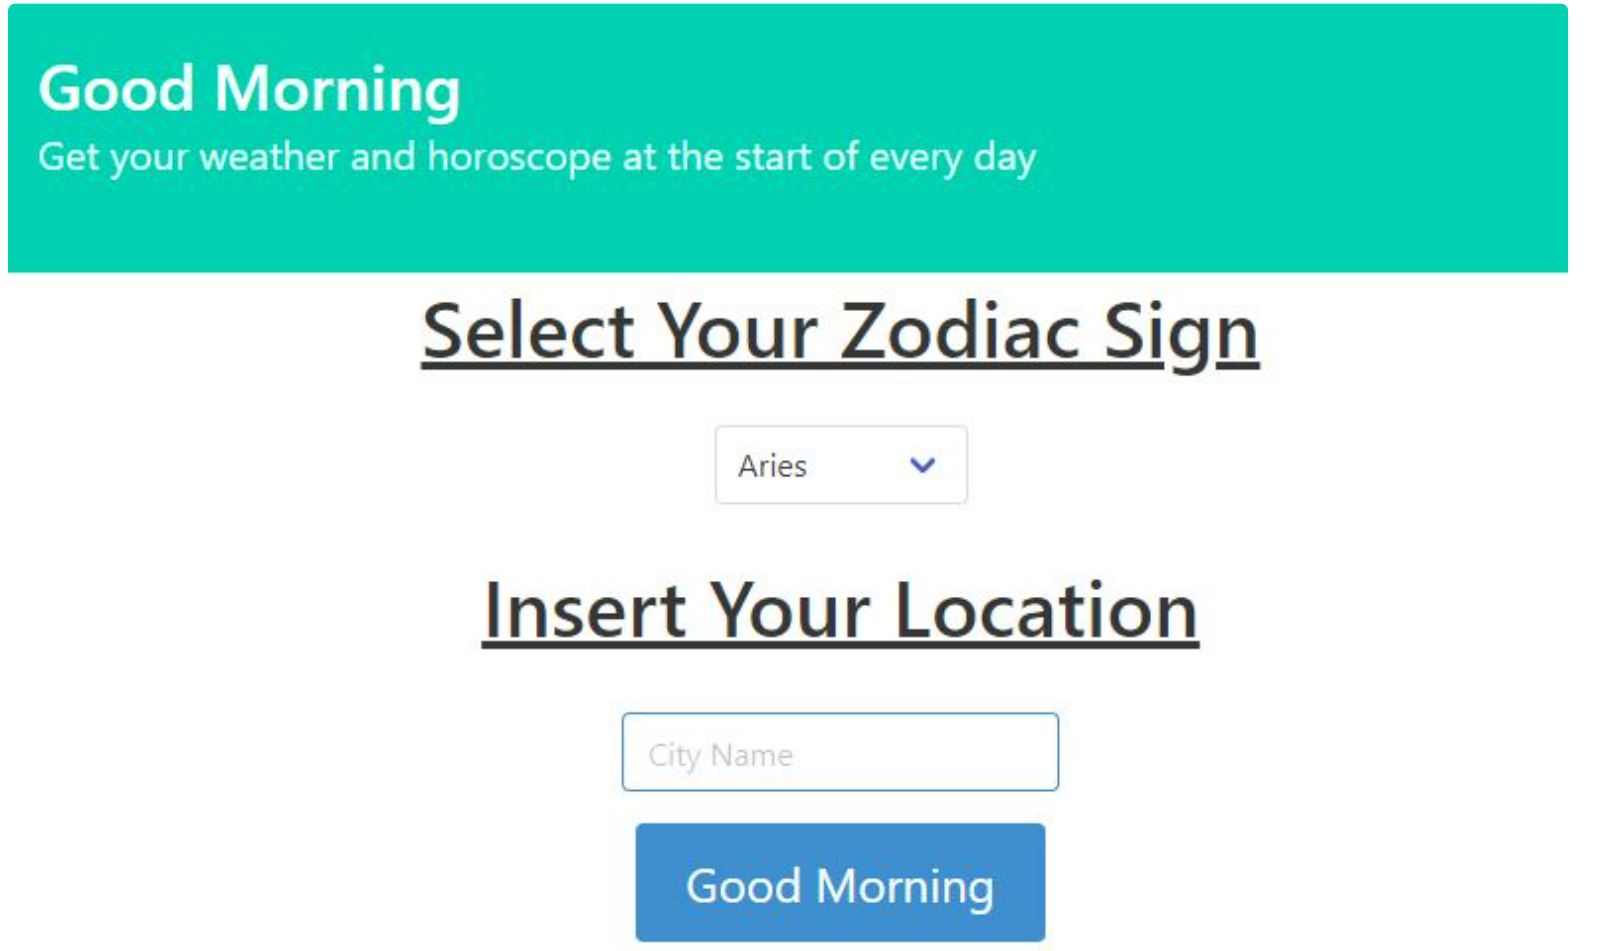 Good Morning
Get your weather and horoscope at the start of every day
Select Your Zodiac Sign
Aries
Insert Your Location
City Name
Good Morning